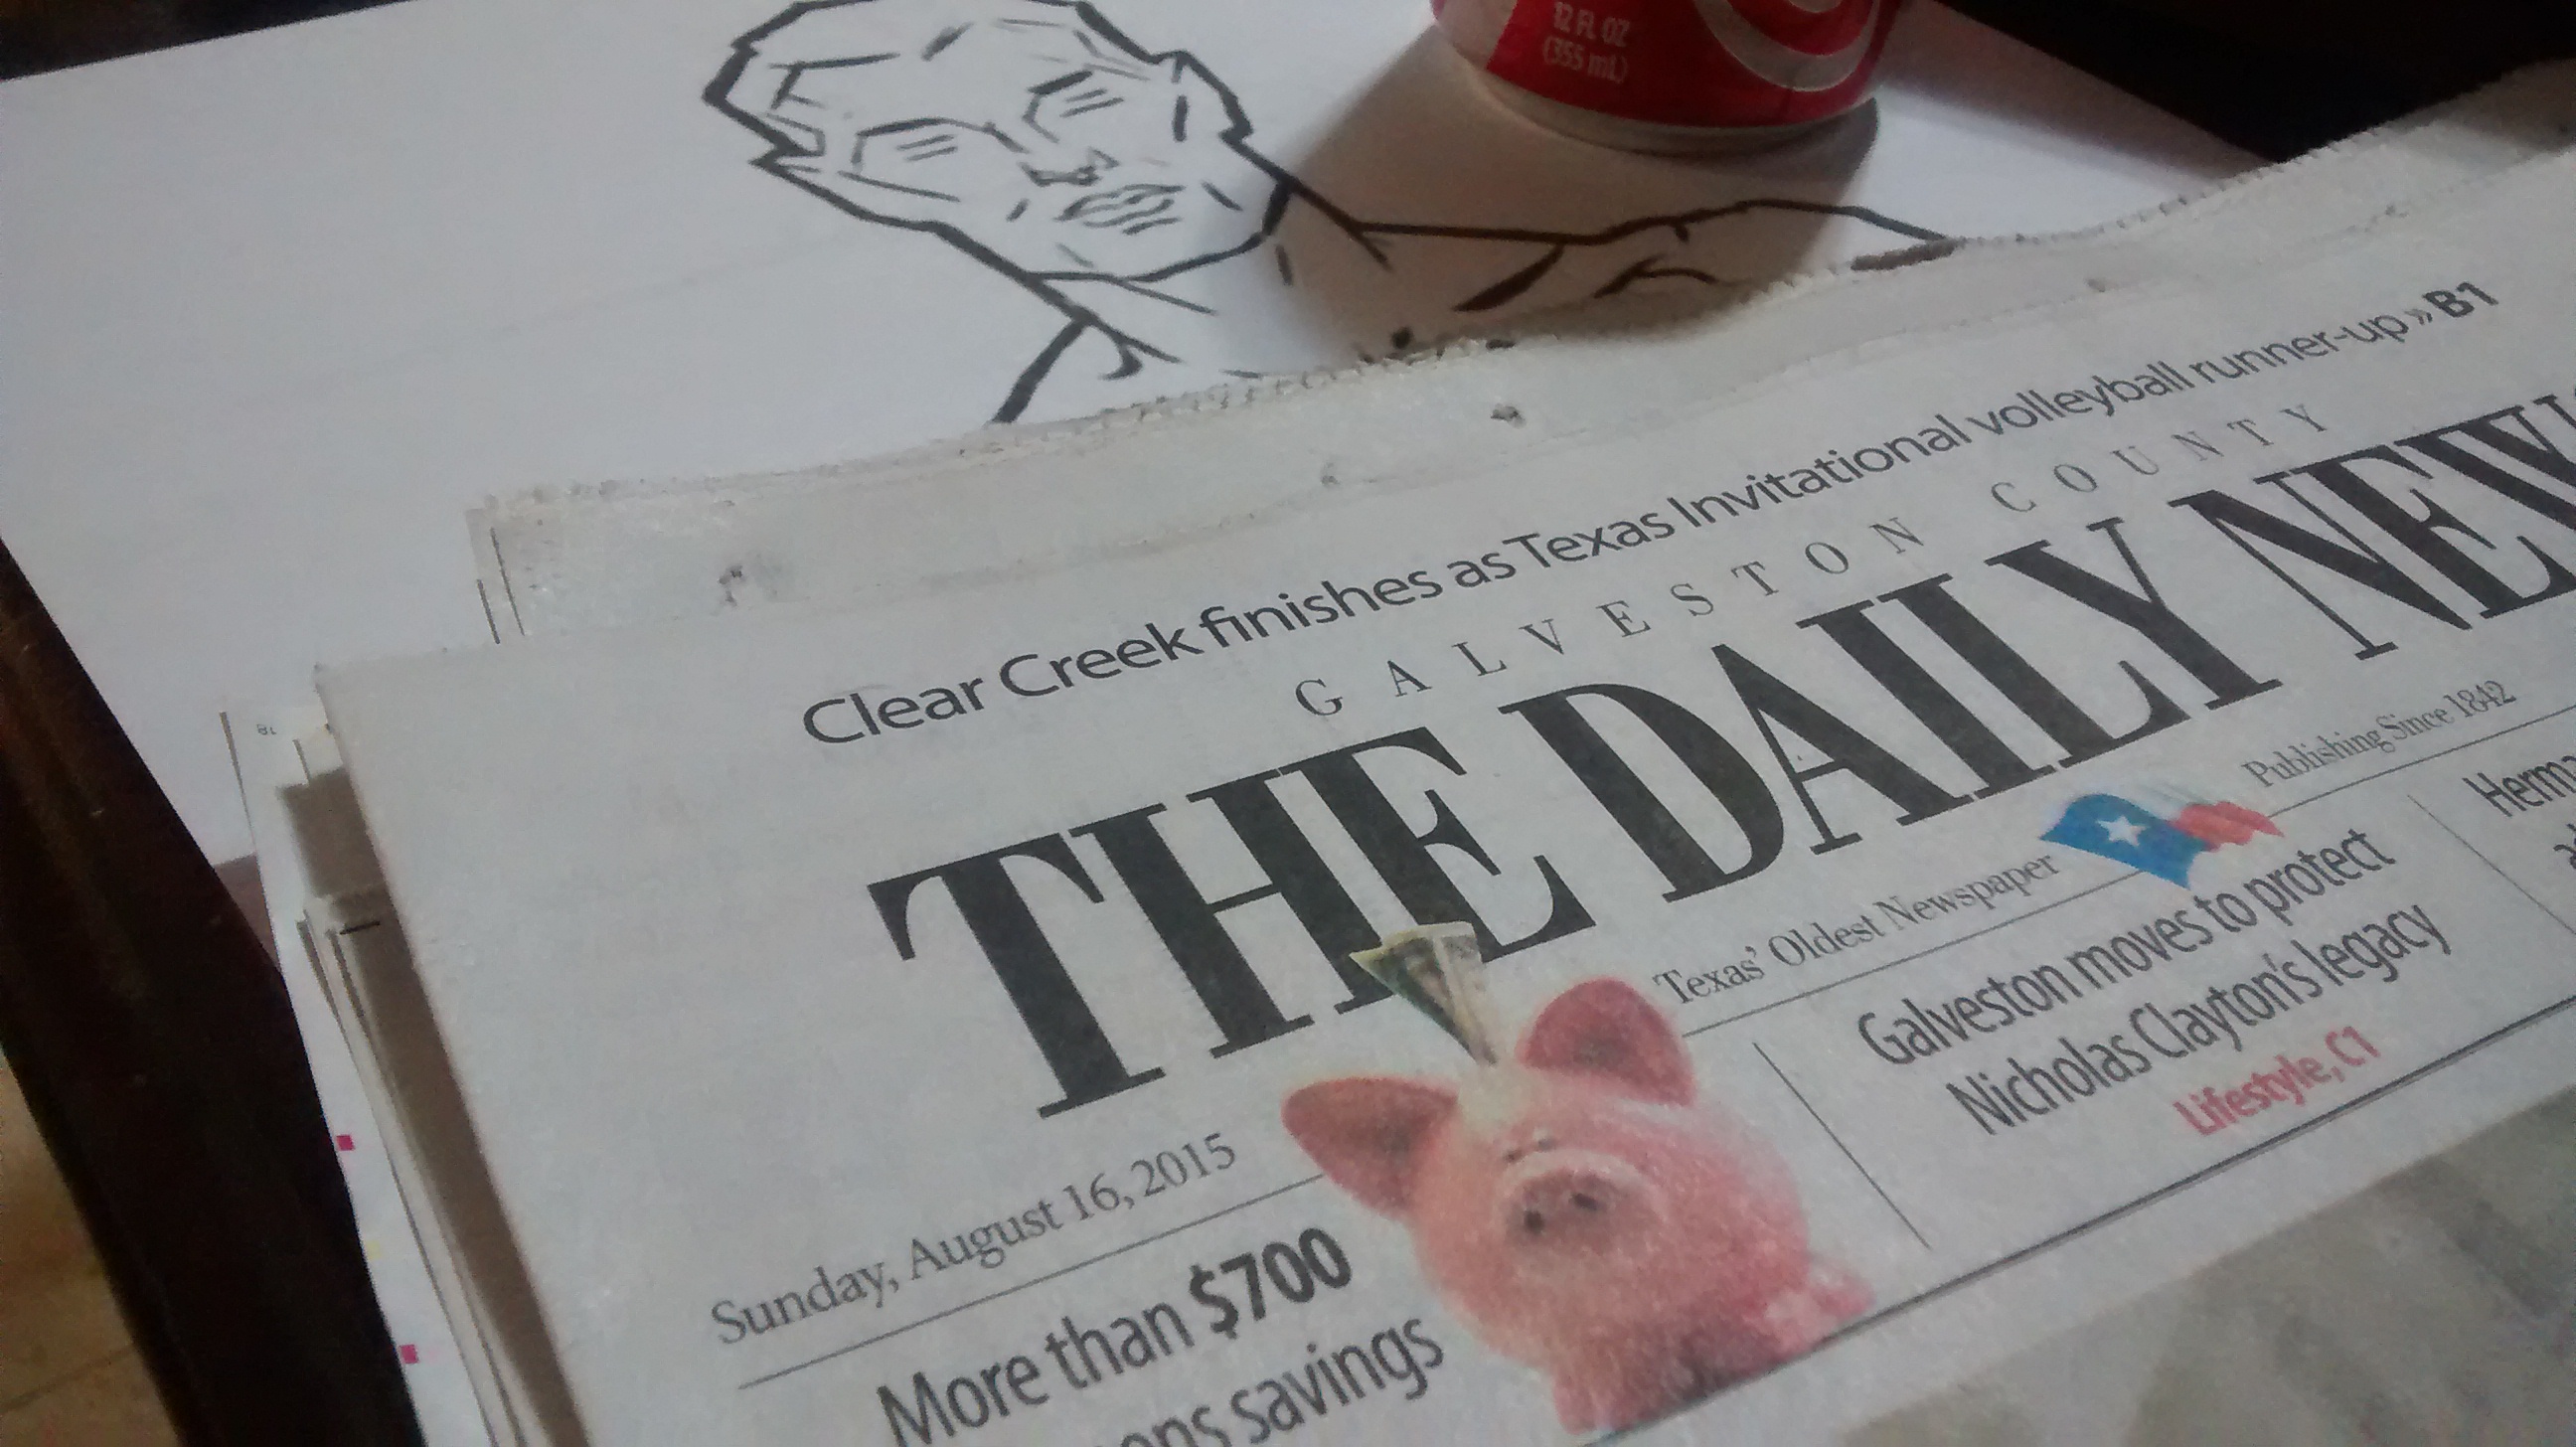 12 FL OZ
(355 mL)
Clear Creek finishes as Texas Invitational volleyball runner-up » B1
GALVESTON COUNTY
THE DAILY
Texas' Oldest Newspaper
Publishing Since 1842
Sunday, August 16, 2015
More than $700
savings
Galveston moves to protect
Nicholas Clayton's legacy
Lifestyle, C1